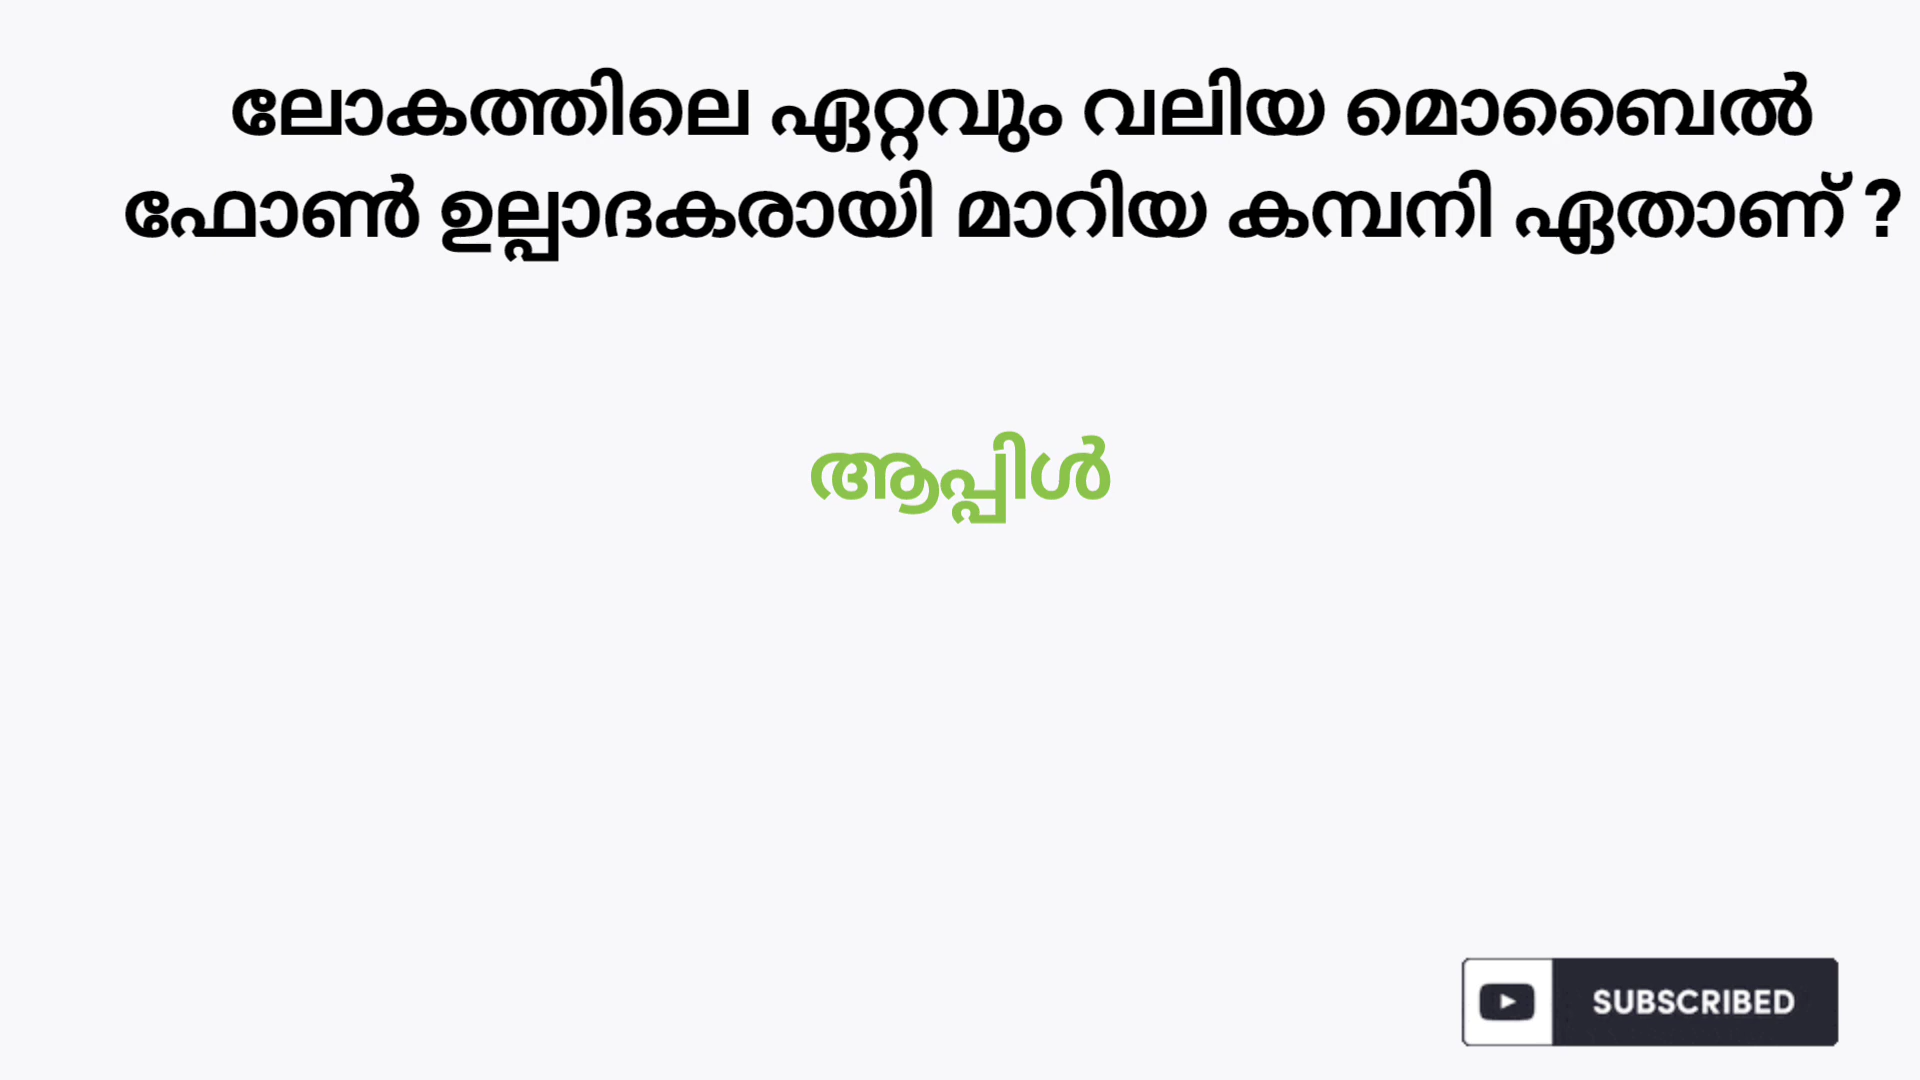 ലോകത്തിലെ ഏറ്റവും വലിയ മൊബൈൽ
ഫോൺ ഉല്പാദകരായി മാറിയ കമ്പനി ഏതാണ് ?
ആപ്പിൾ
SUBSCRIBED